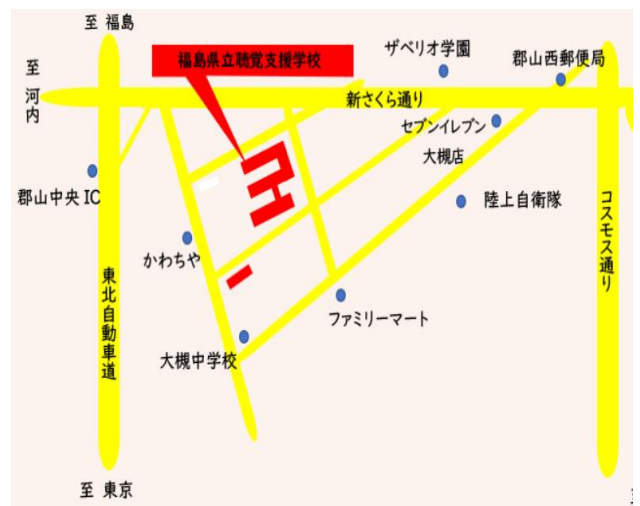 至 福島
福島県立聴覚支援学校
ザベリオ学園
郡山西郵便局
至
河
内
新さくら通り
セブンイレブン
大槻店
郡山中央 IC
陸上自衛隊
コスモス通り
かわちや
東北自動車道
ファミリーマート
大槻中学校
至 東京